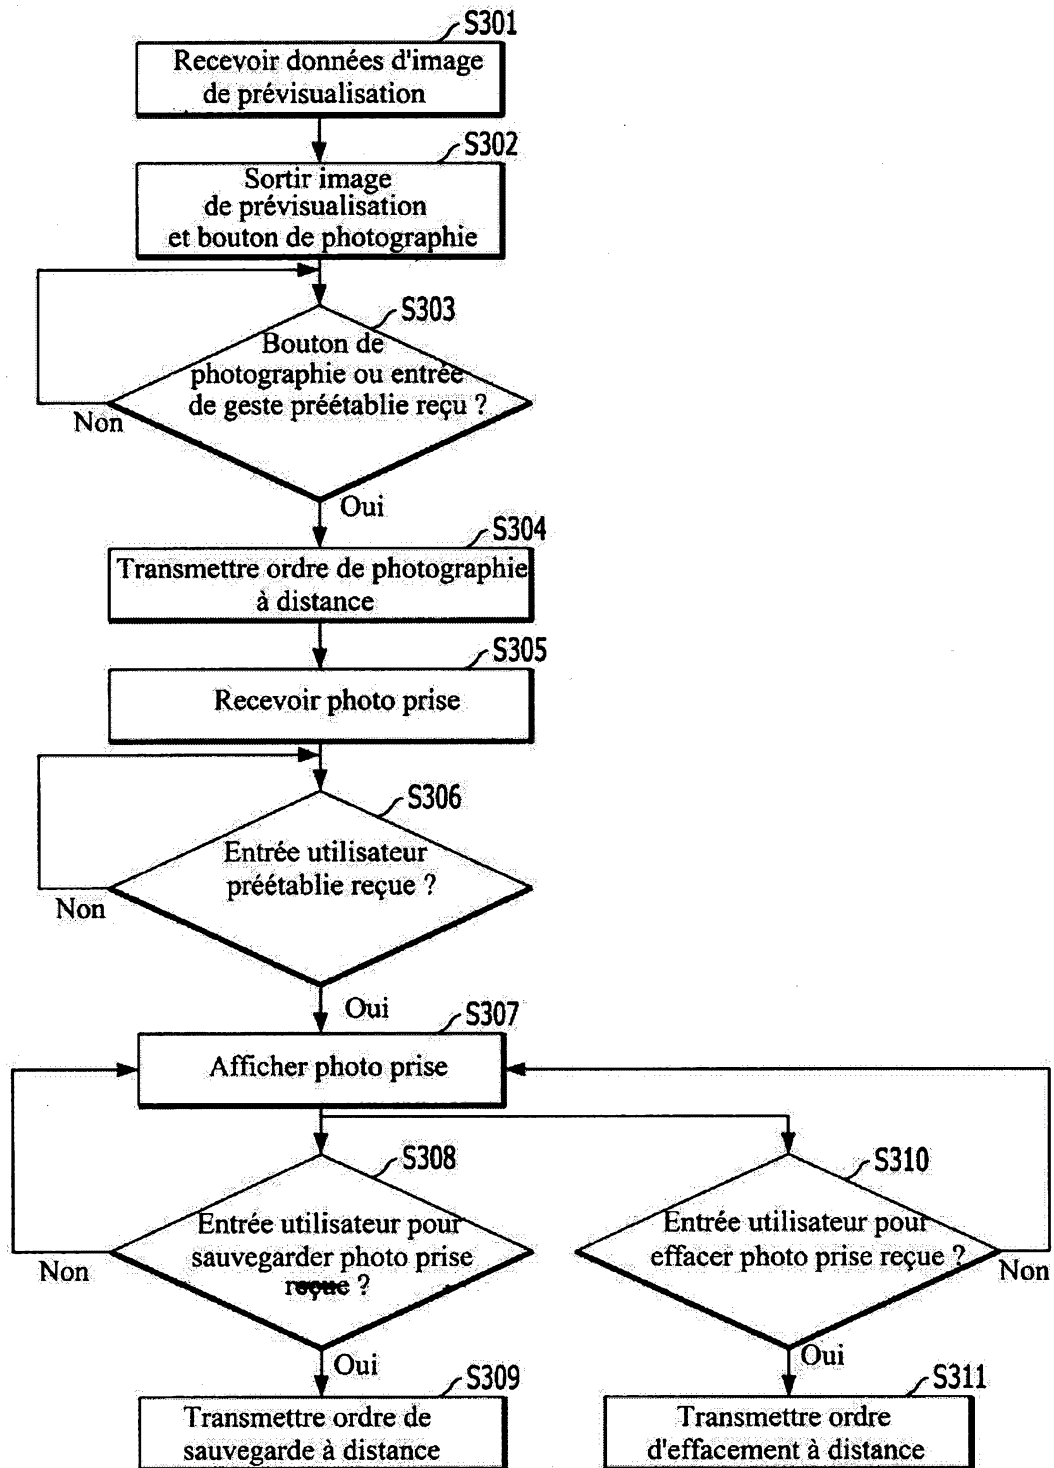 S301
Recevoir données d'image
de prévisualisation
S302
Sortir image
de prévisualisation
et bouton de photographie
S303
Bouton de
photographie ou entrée
de geste préétablie reçu ?
Non
Oui
S304
Transmettre ordre de photographie
à distance
S305
Recevoir photo prise
S306
Entrée utilisateur
préétablie reçue ?
Non
Oui
S307
Afficher photo prise
S308
Entrée utilisateur pour
sauvegarder photo prise
reçue ?
Non
Oui
S309
Transmettre ordre de
sauvegarde à distance
S310
Entrée utilisateur pour
effacer photo prise reçue ?
Non
Oui
S311
Transmettre ordre
d'effacement à distance